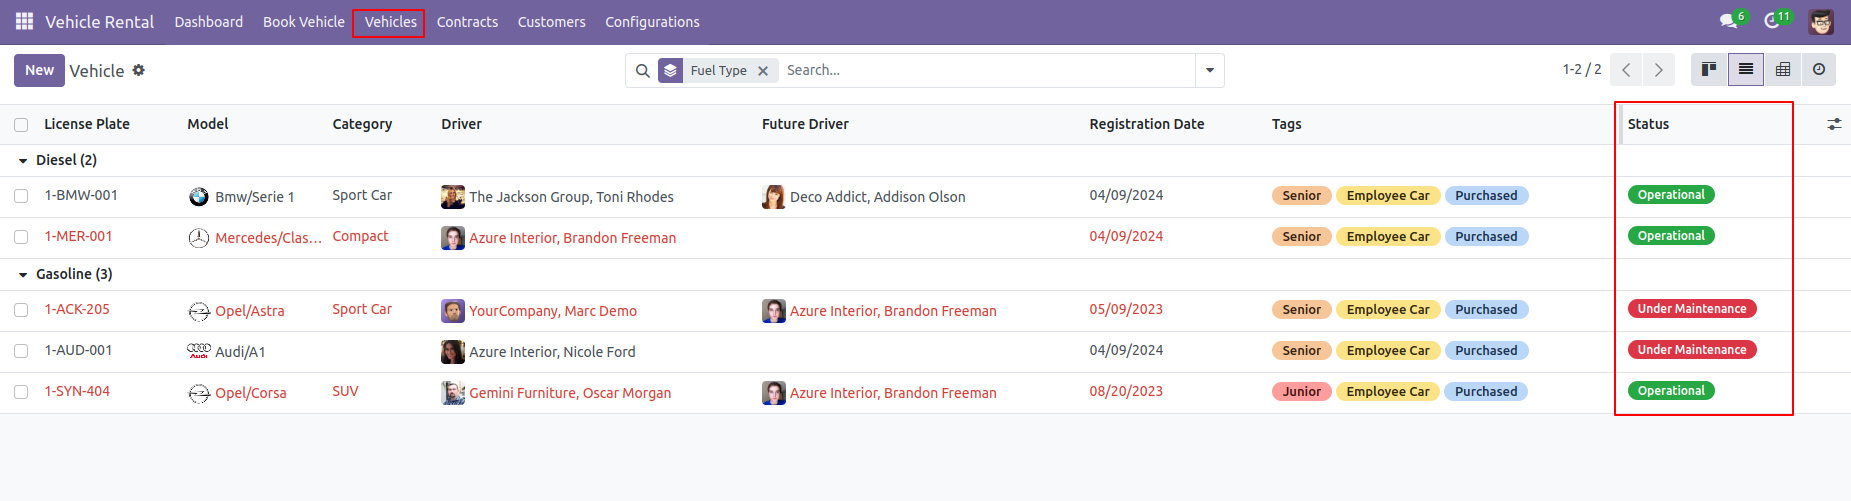 Vehicle Rental Dashboard Book Vehicle Vehicles Contracts Customers Configurations 6 11
New Vehicle Fuel Type Search... 1-2 / 2
License Plate Model Category Driver Future Driver Registration Date Tags Status
Diesel (2)
1-BMW-001 Bmw/Serie 1 Sport Car The Jackson Group, Toni Rhodes Deco Addict, Addison Olson 04/09/2024 Senior Employee Car Purchased Operational
1-MER-001 Mercedes/Clas... Compact Azure Interior, Brandon Freeman 04/09/2024 Senior Employee Car Purchased Operational
Gasoline (3)
1-ACK-205 Opel/Astra Sport Car YourCompany, Marc Demo Azure Interior, Brandon Freeman 05/09/2023 Senior Employee Car Purchased Under Maintenance
1-AUD-001 Audi Audi/A1 Azure Interior, Nicole Ford 04/09/2024 Senior Employee Car Purchased Under Maintenance
1-SYN-404 Opel/Corsa SUV Gemini Furniture, Oscar Morgan Azure Interior, Brandon Freeman 08/20/2023 Junior Employee Car Purchased Operational